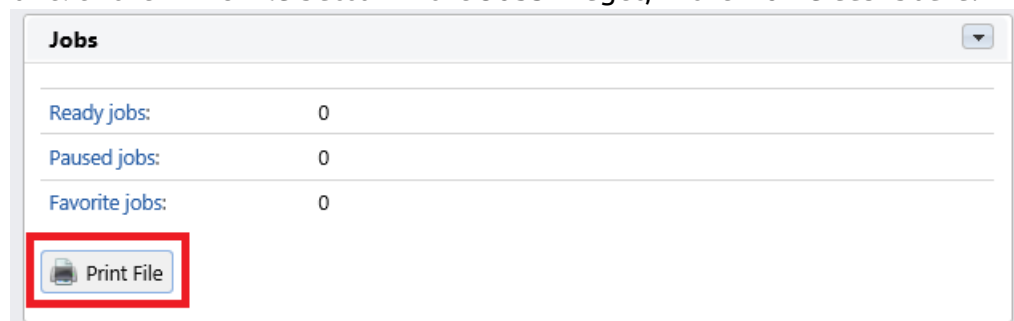 Jobs
Ready jobs: 0
Paused jobs: 0
Favorite jobs: 0
Print File